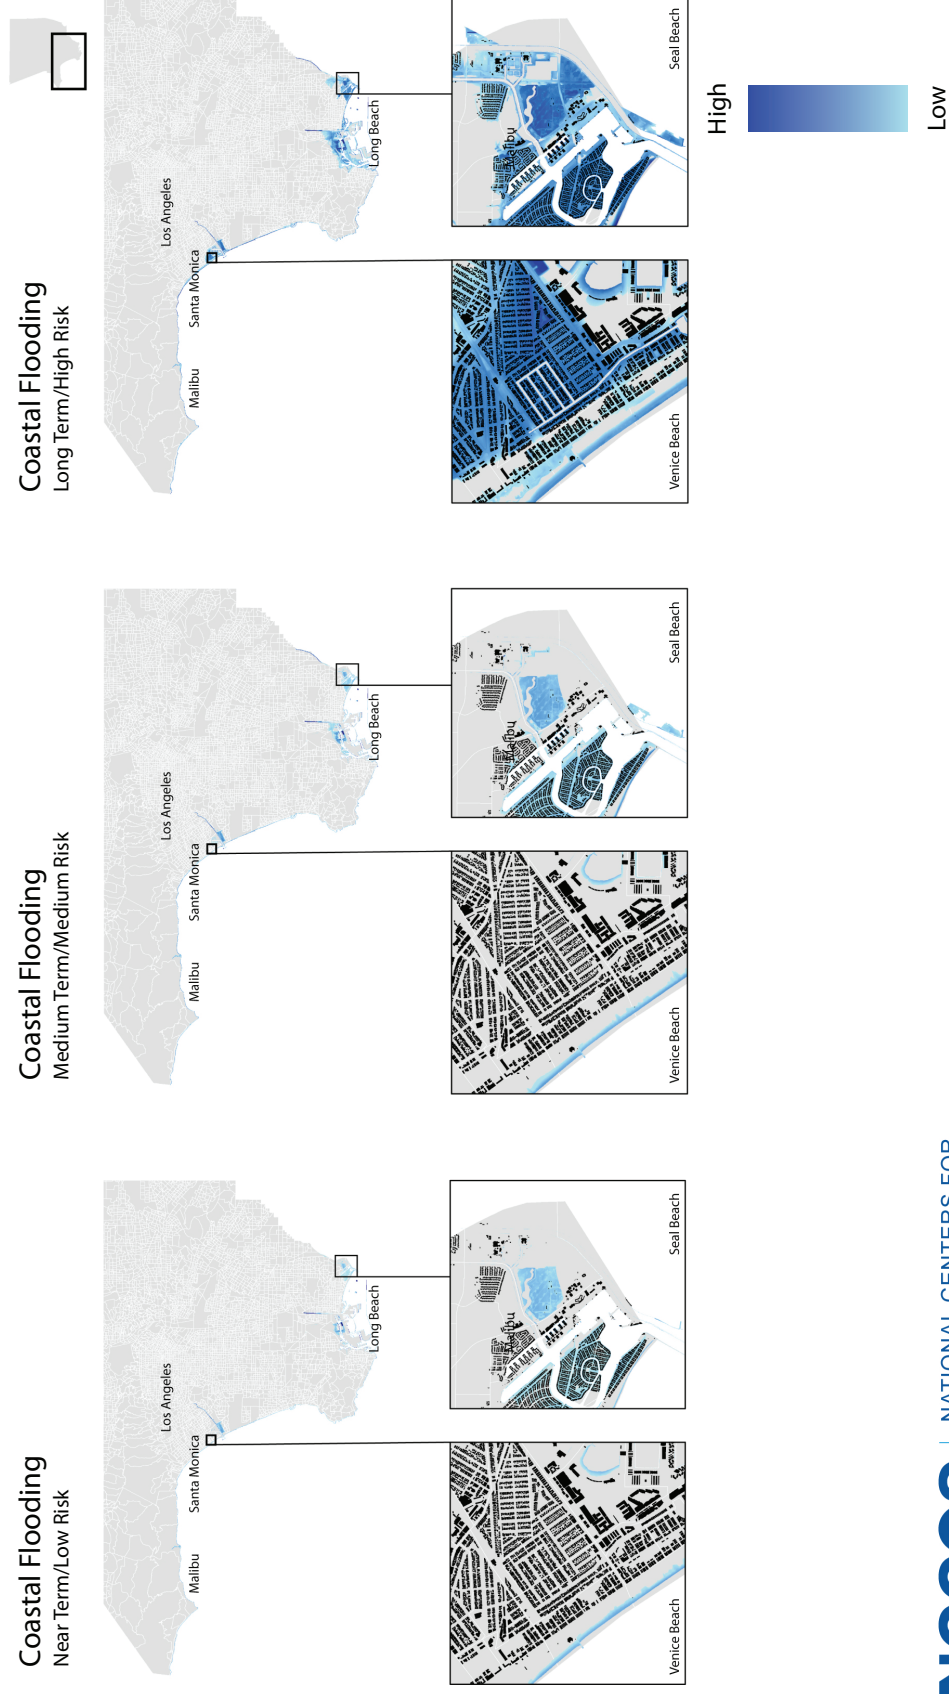 Coastal Flooding
Near Term/Low Risk
Los Angeles
Santa Monica
Malibu
Long Beach
Venice Beach
Malibu
Seal Beach
Coastal Flooding
Medium Term/Medium Risk
Los Angeles
Santa Monica
Malibu
Long Beach
Venice Beach
Malibu
Seal Beach
Coastal Flooding
Long Term/High Risk
Los Angeles
Santa Monica
Malibu
Long Beach
Venice Beach
Malibu
Seal Beach
High
Low
NATIONAL CENTERS FOR